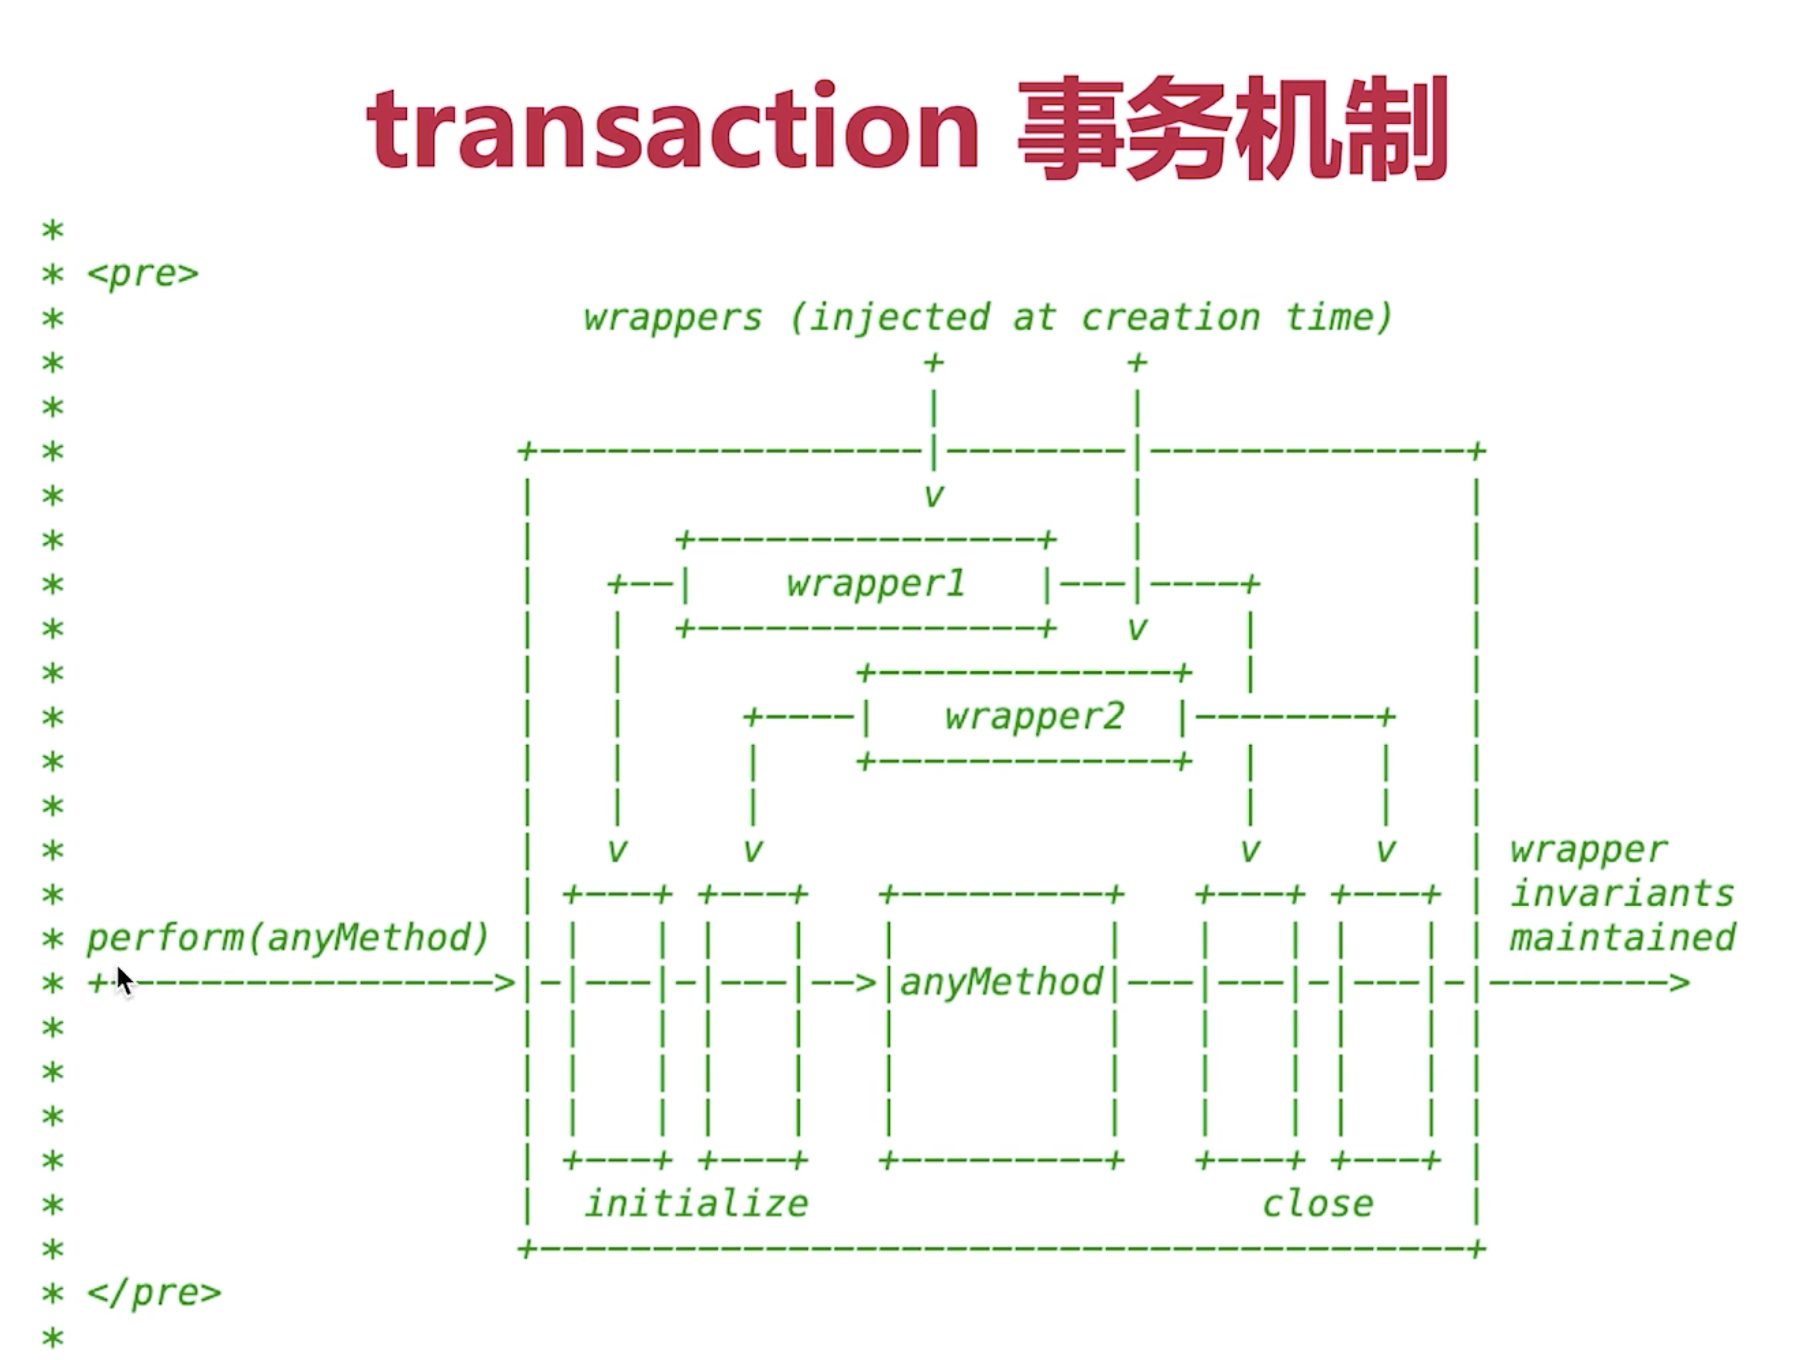 transaction 事务机制
*
* <pre>
*                       wrappers (injected at creation time)
*                                      +        +
*                                      |        |
*                    +-----------------|--------|--------------+
*                    |                 v        |              |
*                    |      +---------------+   |              |
*                    |   +--|    wrapper1   |---|----+         |
*                    |   |  +---------------+   v    |         |
*                    |   |          +-------------+  |         |
*                    |   |     +----|   wrapper2  |--------+   |
*                    |   |     |    +-------------+  |     |   |
*                    |   |     |                     |     |   |
*                    |   v     v                     v     v   | wrapper
*                    | +---+ +---+   +---------+   +---+ +---+ | invariants
* perform(anyMethod) | |   | |   |   |         |   |   | |   | | maintained
* +----------------->|-|---|-|---|-->|anyMethod|---|---|-|---|-|-------->
*                    | |   | |   |   |         |   |   | |   | |
*                    | |   | |   |   |         |   |   | |   | |
*                    | |   | |   |   |         |   |   | |   | |
*                    | +---+ +---+   +---------+   +---+ +---+ |
*                    |  initialize                    close    |
*                    +-----------------------------------------+
* </pre>
*